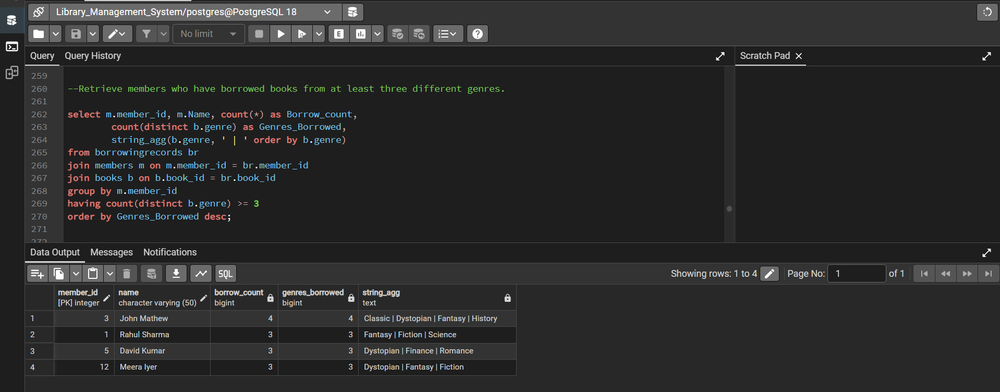 Library_Management_System/postgres@PostgreSQL 18
No limit
E
Query Query History
Scratch Pad
259
260 --Retrieve members who have borrowed books from at least three different genres.
261
262 select m.member_id, m.Name, count(*) as Borrow_count,
263 count(distinct b.genre) as Genres_Borrowed,
264 string_agg(b.genre, ' | ' order by b.genre)
265 from borrowingrecords br
266 join members m on m.member_id = br.member_id
267 join books b on b.book_id = br.book_id
268 group by m.member_id
269 having count(distinct b.genre) >= 3
270 order by Genres_Borrowed desc;
271
272
Data Output Messages Notifications
SQL Showing rows: 1 to 4 Page No: 1 of 1
member_id name borrow_count genres_borrowed string_agg
[PK] integer character varying (50) bigint bigint text
1 3 John Mathew 4 4 Classic | Dystopian | Fantasy | History
2 1 Rahul Sharma 3 3 Fantasy | Fiction | Science
3 5 David Kumar 3 3 Dystopian | Finance | Romance
4 12 Meera Iyer 3 3 Dystopian | Fantasy | Fiction